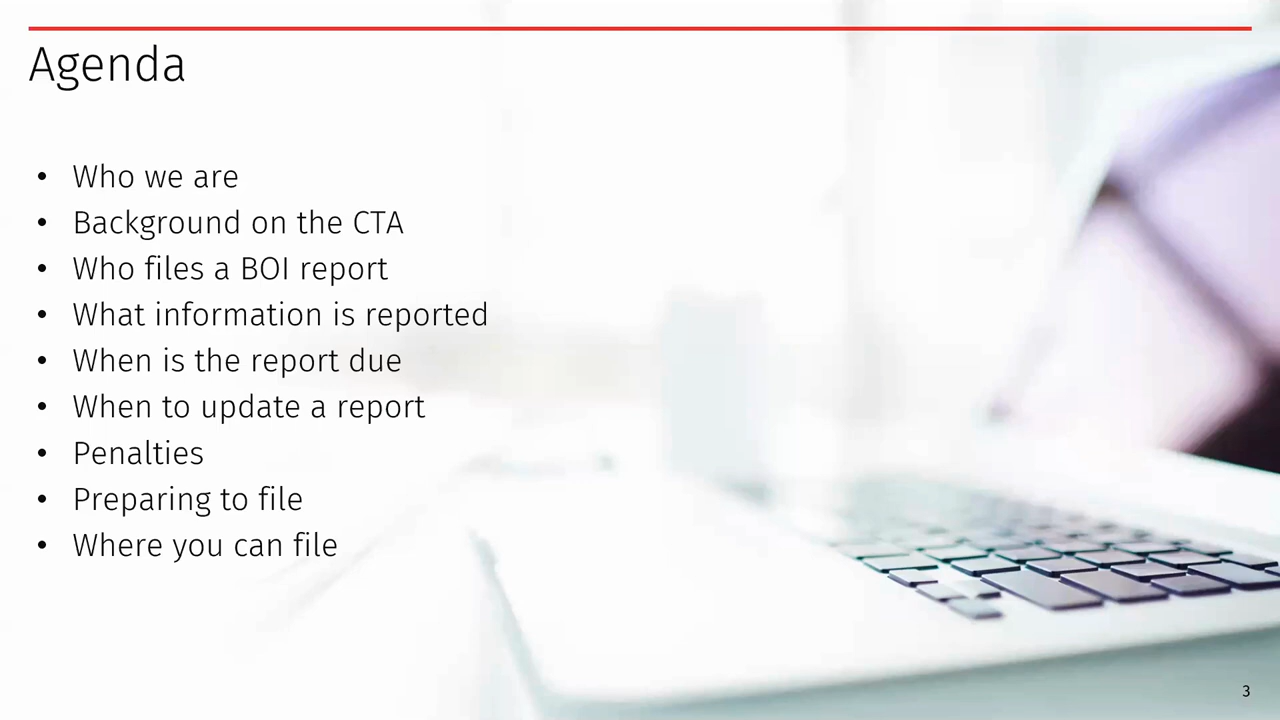 Agenda
• Who we are
• Background on the CTA
• Who files a BOI report
• What information is reported
• When is the report due
• When to update a report
• Penalties
• Preparing to file
• Where you can file
3